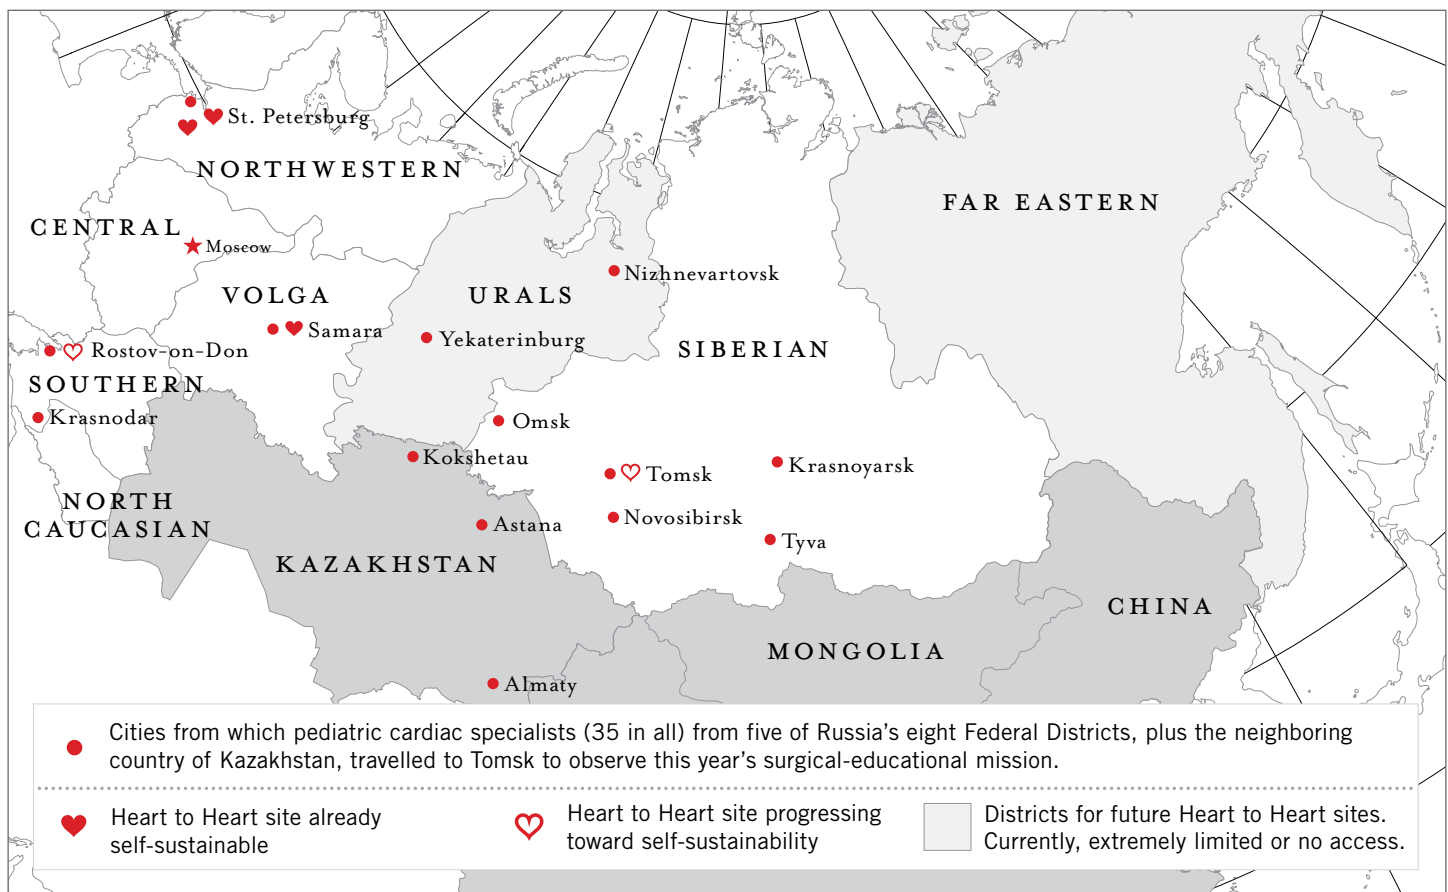 St. Petersburg
NORTHWESTERN
CENTRAL
Moscow
FAR EASTERN
Nizhnevartovsk
VOLGA
URALS
Samara
Yekaterinburg
SIBERIAN
Rostov-on-Don
SOUTHERN
Krasnodar
Omsk
Kokshetau
Tomsk
Krasnoyarsk
NORTH
CAUCASIAN
Astana
Novosibirsk
Tyva
KAZAKHSTAN
CHINA
MONGOLIA
Almaty
Cities from which pediatric cardiac specialists (35 in all) from five of Russia's eight Federal Districts, plus the neighboring
country of Kazakhstan, travelled to Tomsk to observe this year's surgical-educational mission.
Heart to Heart site already
self-sustainable
Heart to Heart site progressing
toward self-sustainability
Districts for future Heart to Heart sites.
Currently, extremely limited or no access.